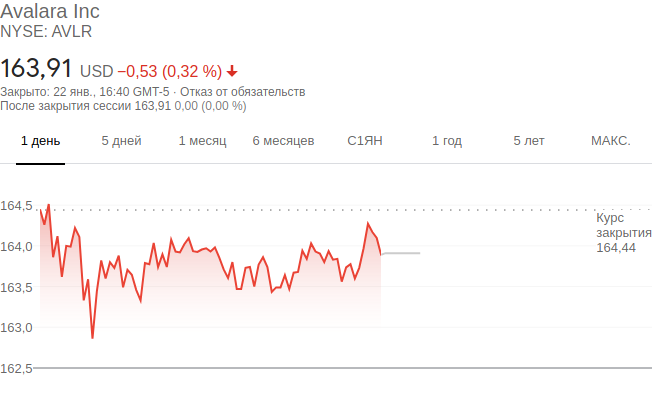 Avalara Inc
NYSE: AVLR
163,91 USD −0,53 (0,32 %)
Закрыто: 22 янв., 16:40 GMT-5 · Отказ от обязательств
После закрытия сессии 163,91 0,00 (0,00 %)
1 день 5 дней 1 месяц 6 месяцев С1ЯН 1 год 5 лет МАКС.
164,5
Курс
закрытия
164,44
164,0
163,5
163,0
162,5